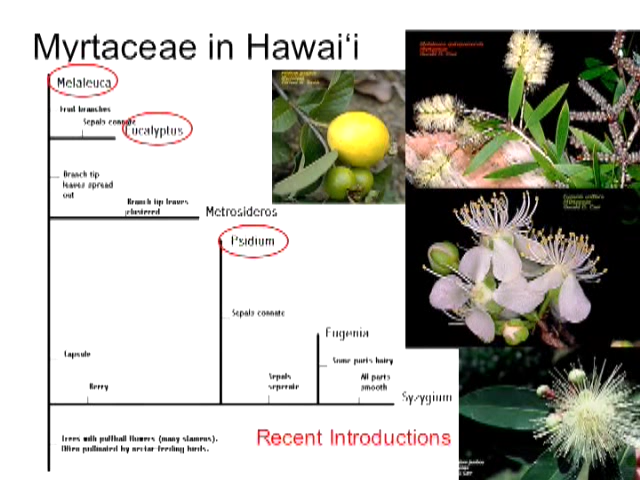 Myrtaceae in Hawai‘i
Melaleuca
Fruit branches
Sepals connate
Eucalyptus
Branch tip
leaves spread
out
Branch tip leaves
clustered
Metrosideros
Psidium
Sepals connate
Eugenia
Capsule
Some parts hairy
Berry
Sepals
seperate
All parts
smooth
Syzygium
Recent Introductions
Trees with puffball flowers (many stamens).
Often pollinated by nectar-feeding birds.